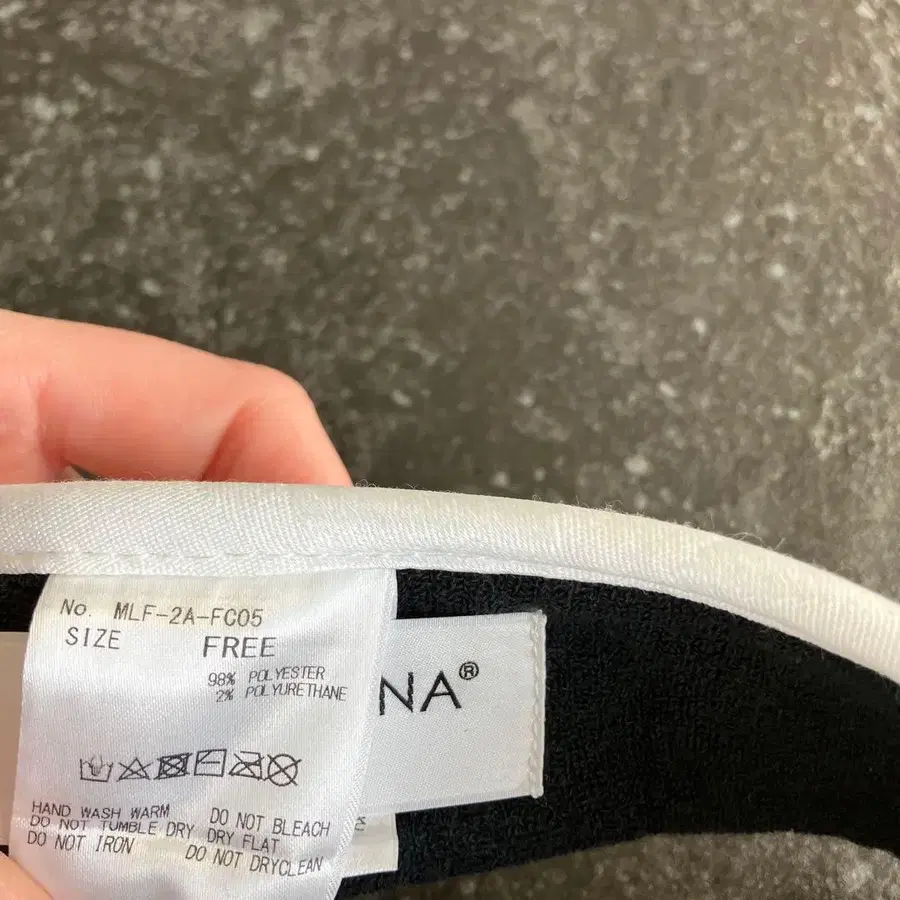 No. MLF-2A-FC05
SIZE FREE
98% POLYESTER
2% POLYURETHANE
NA®
HAND WASH WARM DO NOT BLEACH
DO NOT TUMBLE DRY DRY FLAT
DO NOT IRON DO NOT DRYCLEAN